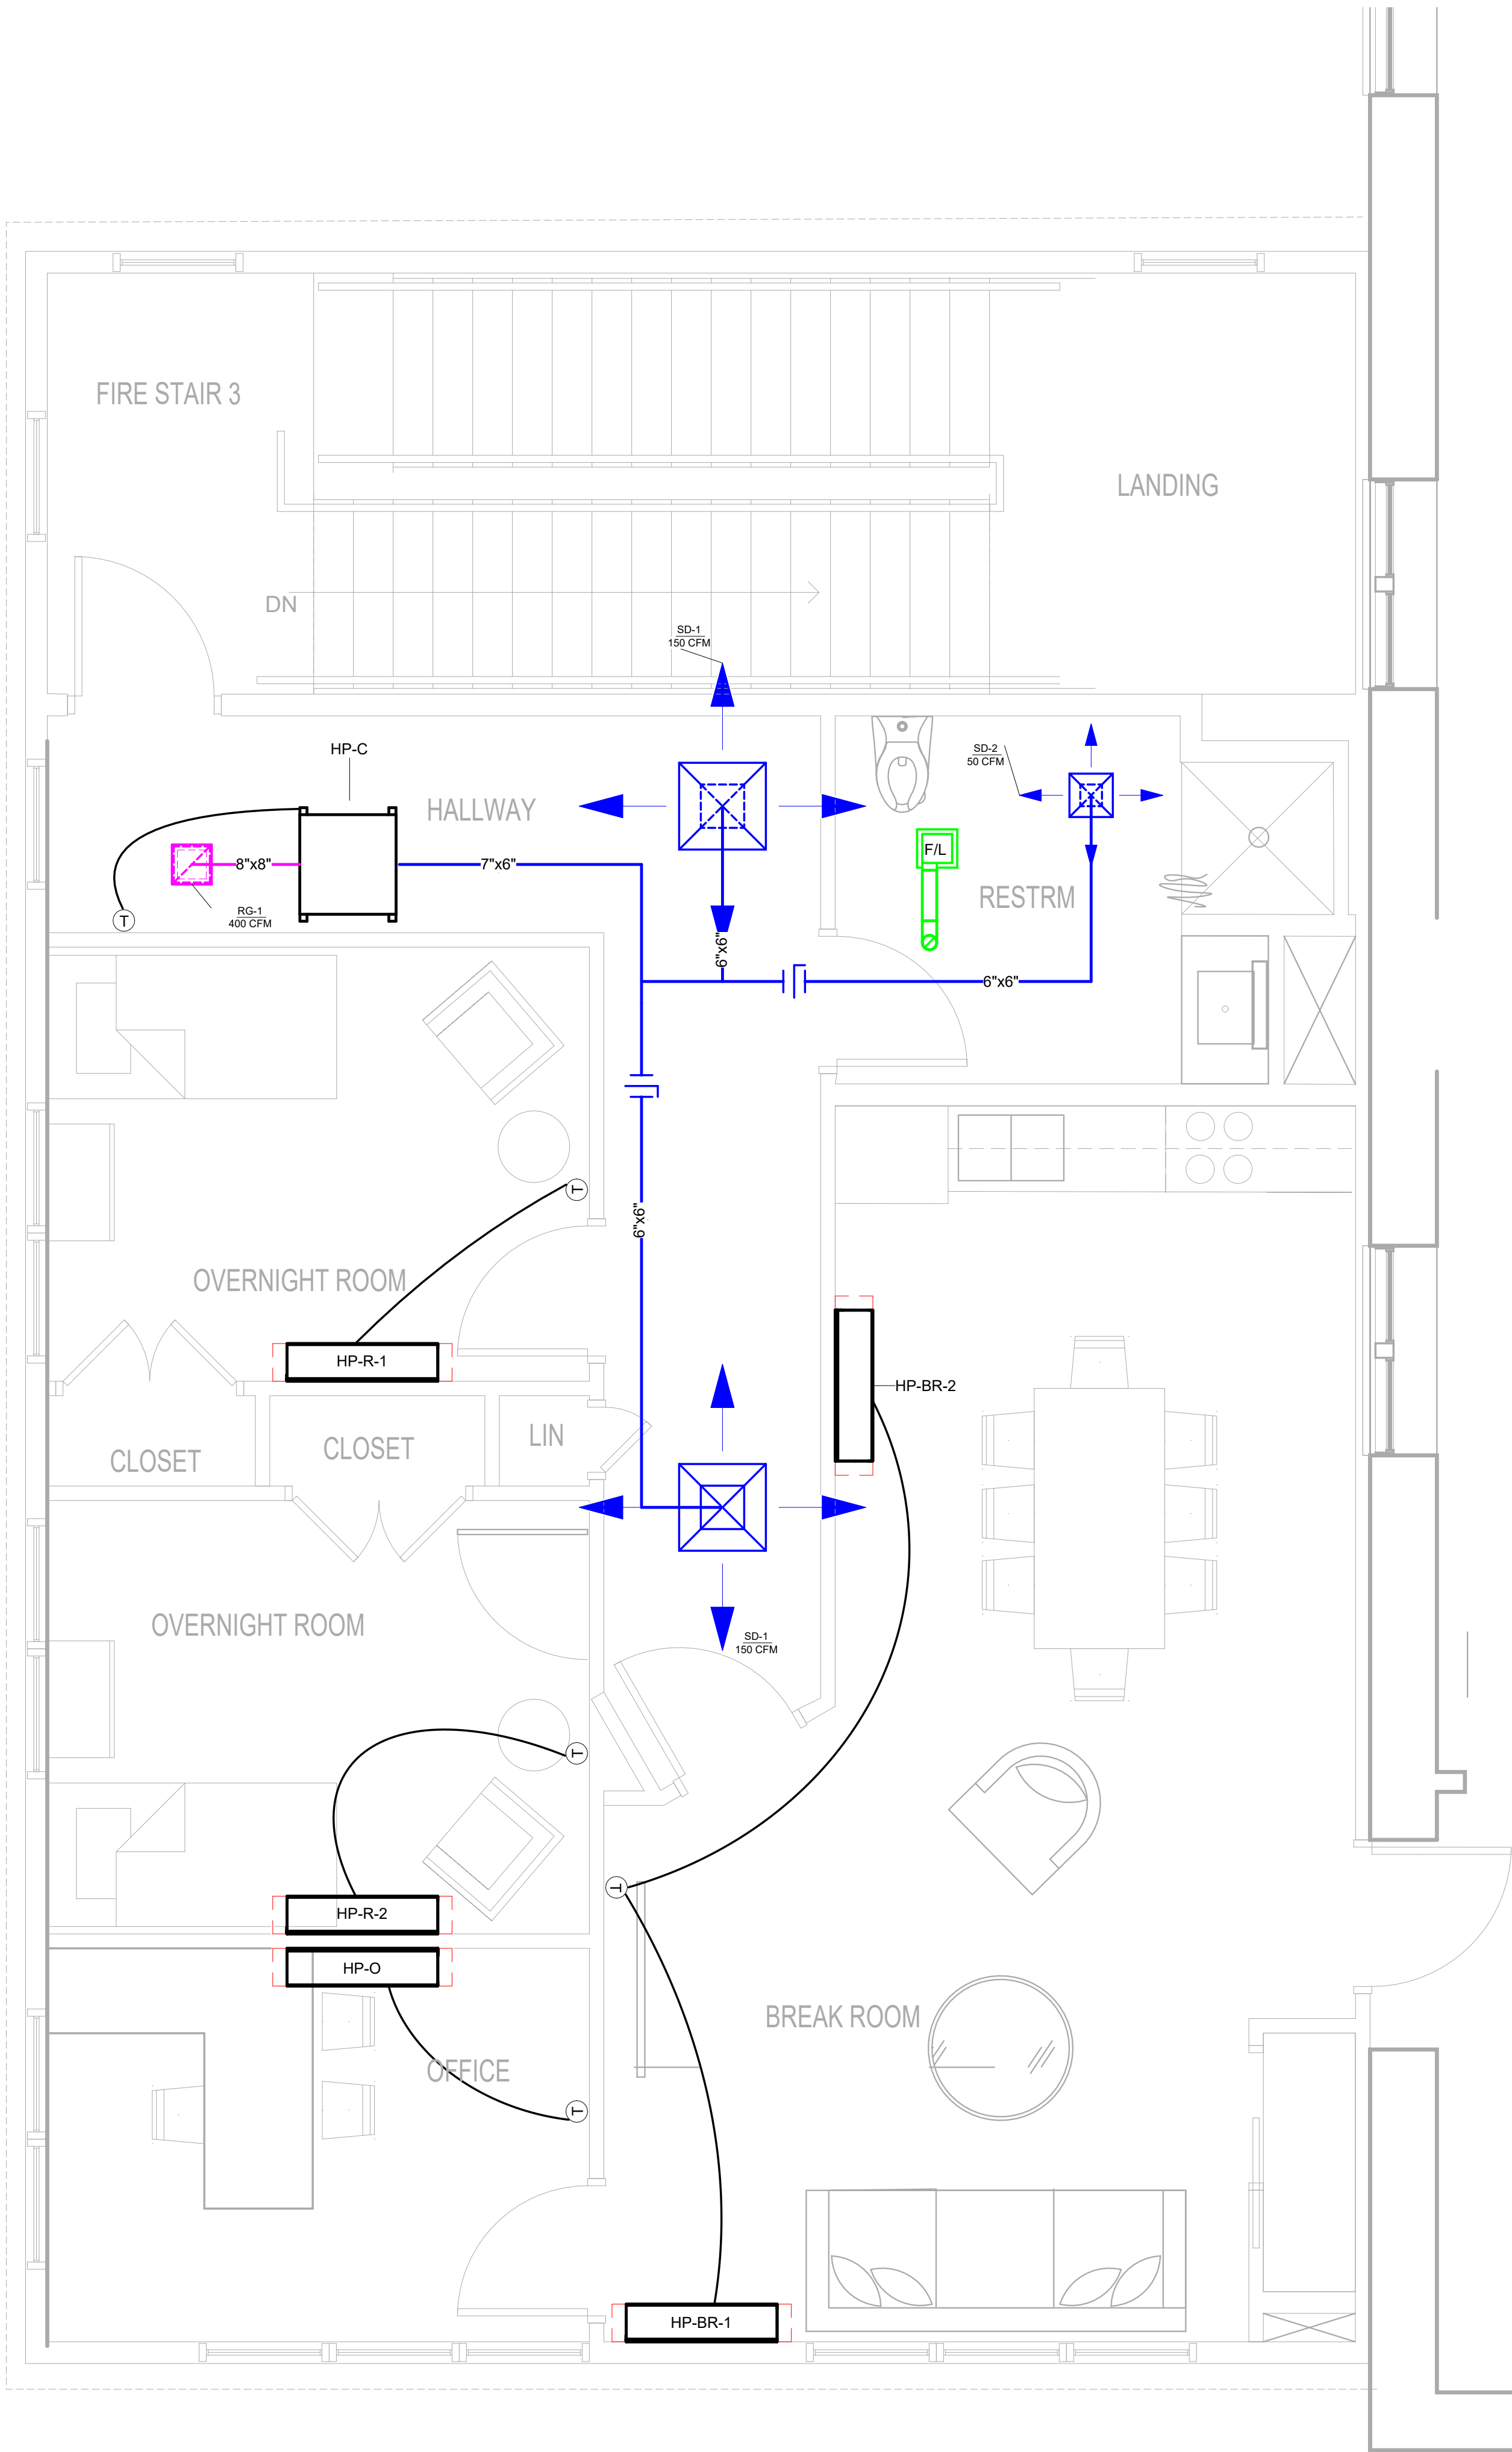 FIRE STAIR 3
LANDING
DN
SD-1
150 CFM
HP-C
SD-2
50 CFM
HALLWAY
F/L
8"x8"
7"x6"
RESTRM
RG-1
400 CFM
T
6"x6"
6"x6"
T
6"x6"
OVERNIGHT ROOM
HP-R-1
HP-BR-2
CLOSET
CLOSET
LIN
OVERNIGHT ROOM
SD-1
150 CFM
T
T
HP-R-2
HP-O
BREAK ROOM
OFFICE
T
HP-BR-1